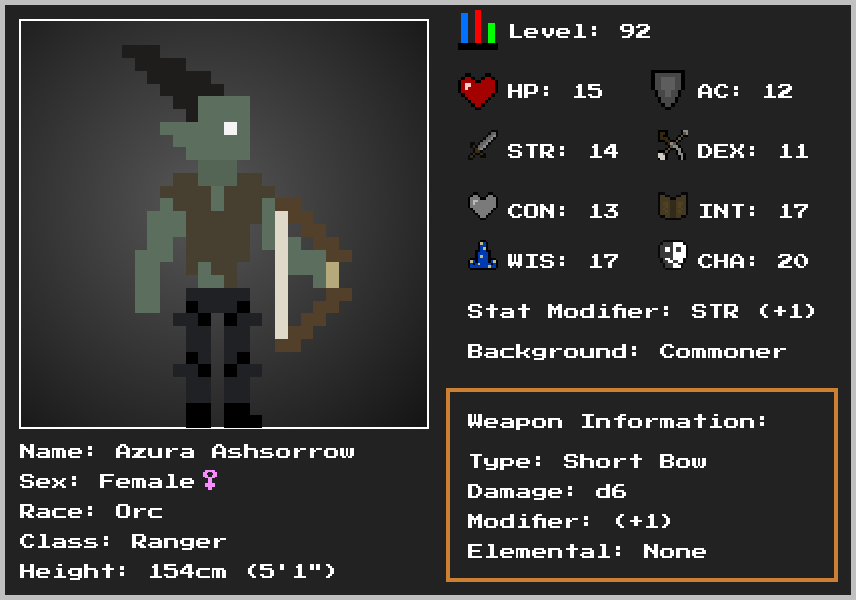 Level: 92
HP: 15 AC: 12
STR: 14 DEX: 11
CON: 13 INT: 17
WIS: 17 CHA: 20
Stat Modifier: STR (+1)
Background: Commoner
Weapon Information:
Type: Short Bow
Damage: d6
Modifier: (+1)
Elemental: None
Name: Azura Ashsorrow
Sex: Female♀
Race: Orc
Class: Ranger
Height: 154cm (5'1")